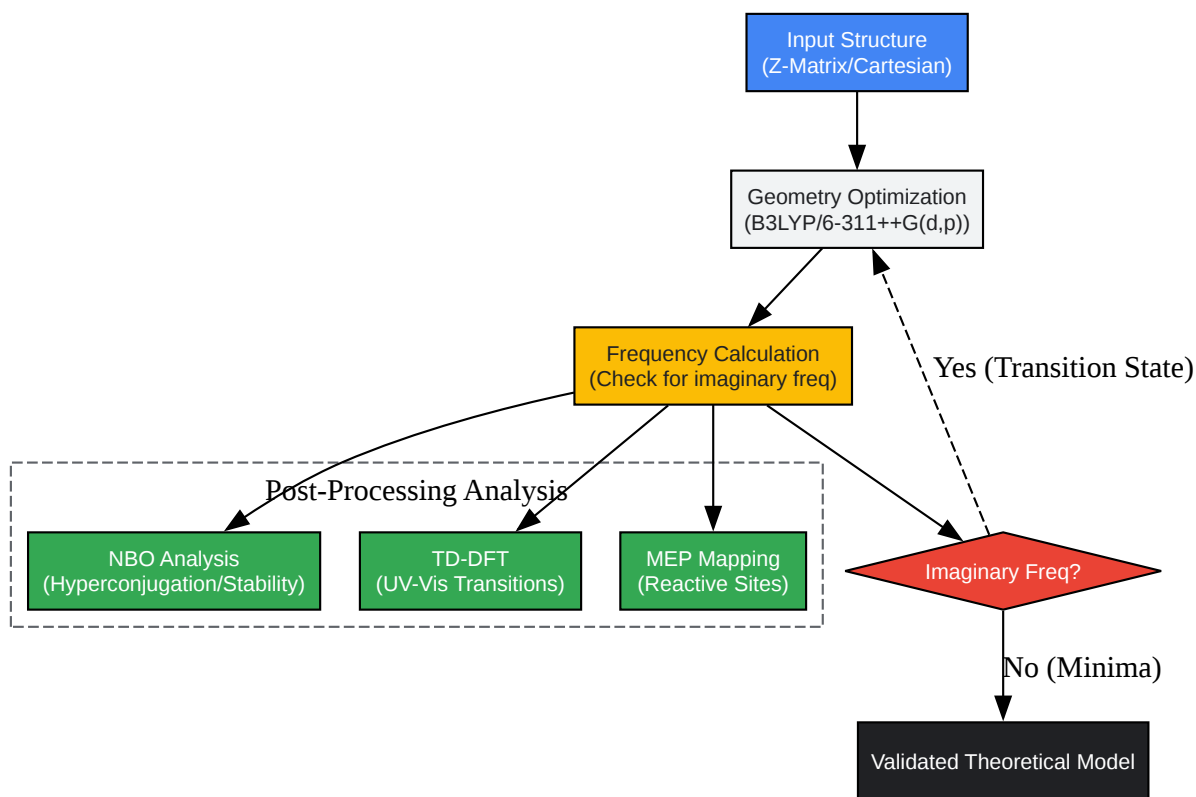 Input Structure
(Z-Matrix/Cartesian)
Geometry Optimization
(B3LYP/6-311++G(d,p))
Frequency Calculation
(Check for imaginary freq)
Yes (Transition State)
Post-Processing Analysis
NBO Analysis
(Hyperconjugation/Stability)
TD-DFT
(UV-Vis Transitions)
MEP Mapping
(Reactive Sites)
Imaginary Freq?
No (Minima)
Validated Theoretical Model